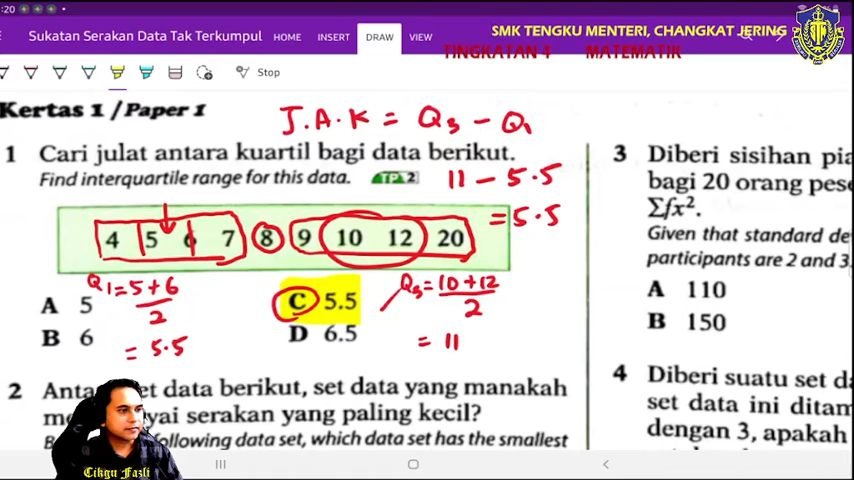 :20
Sukatan Serakan Data Tak Terkumpul HOME INSERT DRAW VIEW
SMK TENGKU MENTERI, CHANGKAT JERING
TINGKATAN 4 MATEMATIK
Stop
Kertas 1 / Paper 1
J.A.K = Q3 - Q1
1 Cari julat antara kuartil bagi data berikut.
Find interquartile range for this data. TP 2
11 - 5.5
= 5.5
4 5 6 7 8 9 10 12 20
Q1 = 5+6
2
= 5.5
Q3 = 10+12
2
= 11
A 5
B 6
C 5.5
D 6.5
2 set data berikut, set data yang manakah
serakan yang paling kecil?
following data set, which data set has the smallest
3 Diberi sisihan pia
bagi 20 orang pese
Σfx².
Given that standard de
participants are 2 and 3.
A 110
B 150
4 Diberi suatu set da
set data ini ditam
dengan 3, apakah
Cikgu Fazli